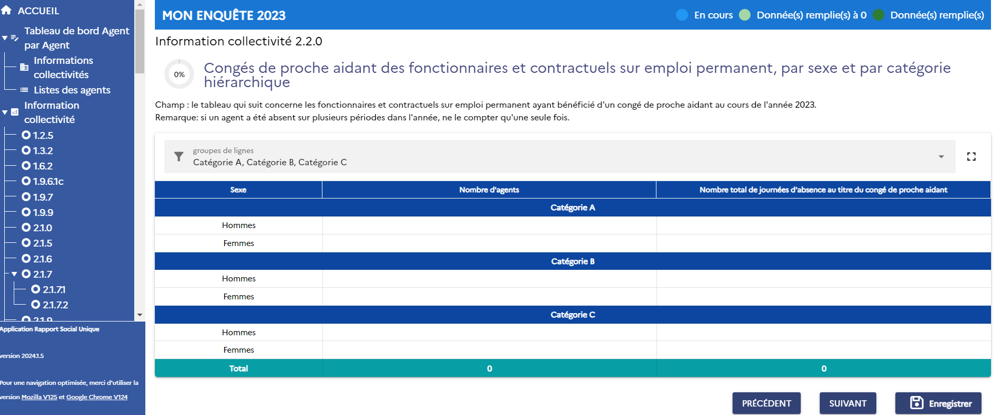 ACCUEIL
Tableau de bord Agent
par Agent
Informations
collectivités
Listes des agents
Information
collectivité
1.2.5
1.3.2
1.6.2
1.9.6.1c
1.9.7
1.9.9
2.1.0
2.1.5
2.1.6
2.1.7
2.1.7.1
2.1.7.2
2.1.9
Application Rapport Social Unique
version 2024.1.5
Pour une navigation optimisée, merci d'utiliser la
version Mozilla V125 et Google Chrome V124
MON ENQUÊTE 2023
En cours
Donnée(s) remplie(s) à 0
Donnée(s) remplie(s)
Information collectivité 2.2.0
0%
Congés de proche aidant des fonctionnaires et contractuels sur emploi permanent, par sexe et par catégorie
hiérarchique
Champ : le tableau qui suit concerne les fonctionnaires et contractuels sur emploi permanent ayant bénéficié d'un congé de proche aidant au cours de l'année 2023.
Remarque: si un agent a été absent sur plusieurs périodes dans l'année, ne le compter qu'une seule fois.
groupes de lignes
Catégorie A, Catégorie B, Catégorie C
Sexe Nombre d'agents Nombre total de journées d'absence au titre du congé de proche aidant
Catégorie A
Hommes
Femmes
Catégorie B
Hommes
Femmes
Catégorie C
Hommes
Femmes
Total 0 0
PRÉCÉDENT SUIVANT Enregistrer